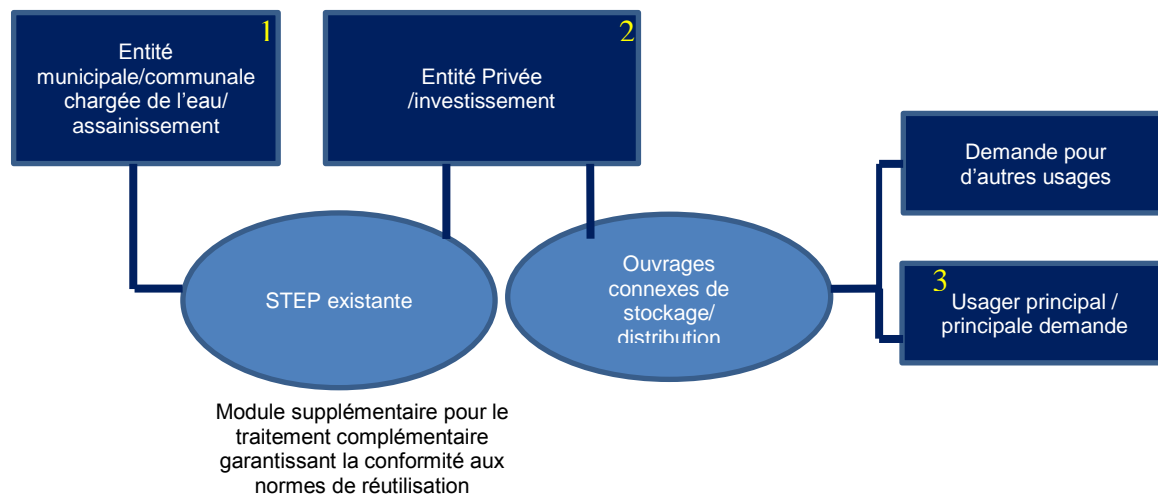 1
Entité
municipale/communale
chargée de l'eau/
assainissement
2
Entité Privée
/investissement
Demande pour
d'autres usages
STEP existante
Ouvrages
connexes de
stockage/
distribution
3
Usager principal /
principale demande
Module supplémentaire pour le
traitement complémentaire
garantissant la conformité aux
normes de réutilisation